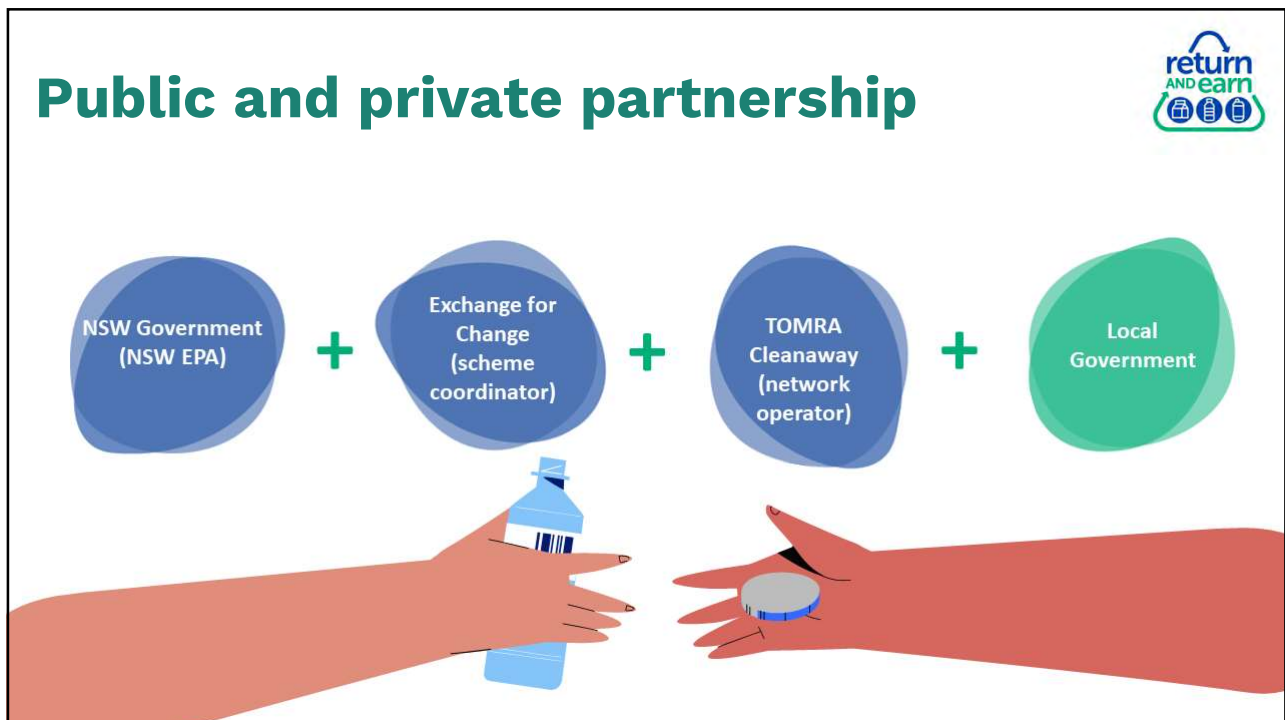 Public and private partnership
return
AND earn
NSW Government
(NSW EPA)
+
Exchange for
Change
(scheme
coordinator)
+
TOMRA
Cleanaway
(network
operator)
+
Local
Government